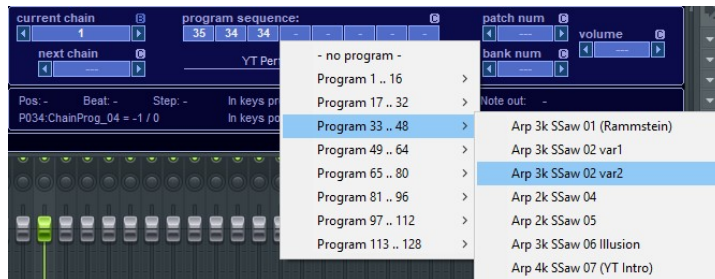 current chain B program sequence: C patch num C
1 35 34 34 - - - - - --- volume C
next chain C - no program - bank num C ---
--- YT Per Program 1 .. 16 > ---
Program 17 .. 32 >
Pos: - Beat: - Step: - In keys pr Note out: -
P034:ChainProg_04 = -1 / 0 In keys po Program 33 .. 48 > Arp 3k SSaw 01 (Rammstein)
Program 49 .. 64 > Arp 3k SSaw 02 var1
Program 65 .. 80 > Arp 3k SSaw 02 var2
Program 81 .. 96 > Arp 2k SSaw 04
Program 97 .. 112 > Arp 2k SSaw 05
Program 113 .. 128 > Arp 3k SSaw 06 Illusion
Arp 4k SSaw 07 (YT Intro)